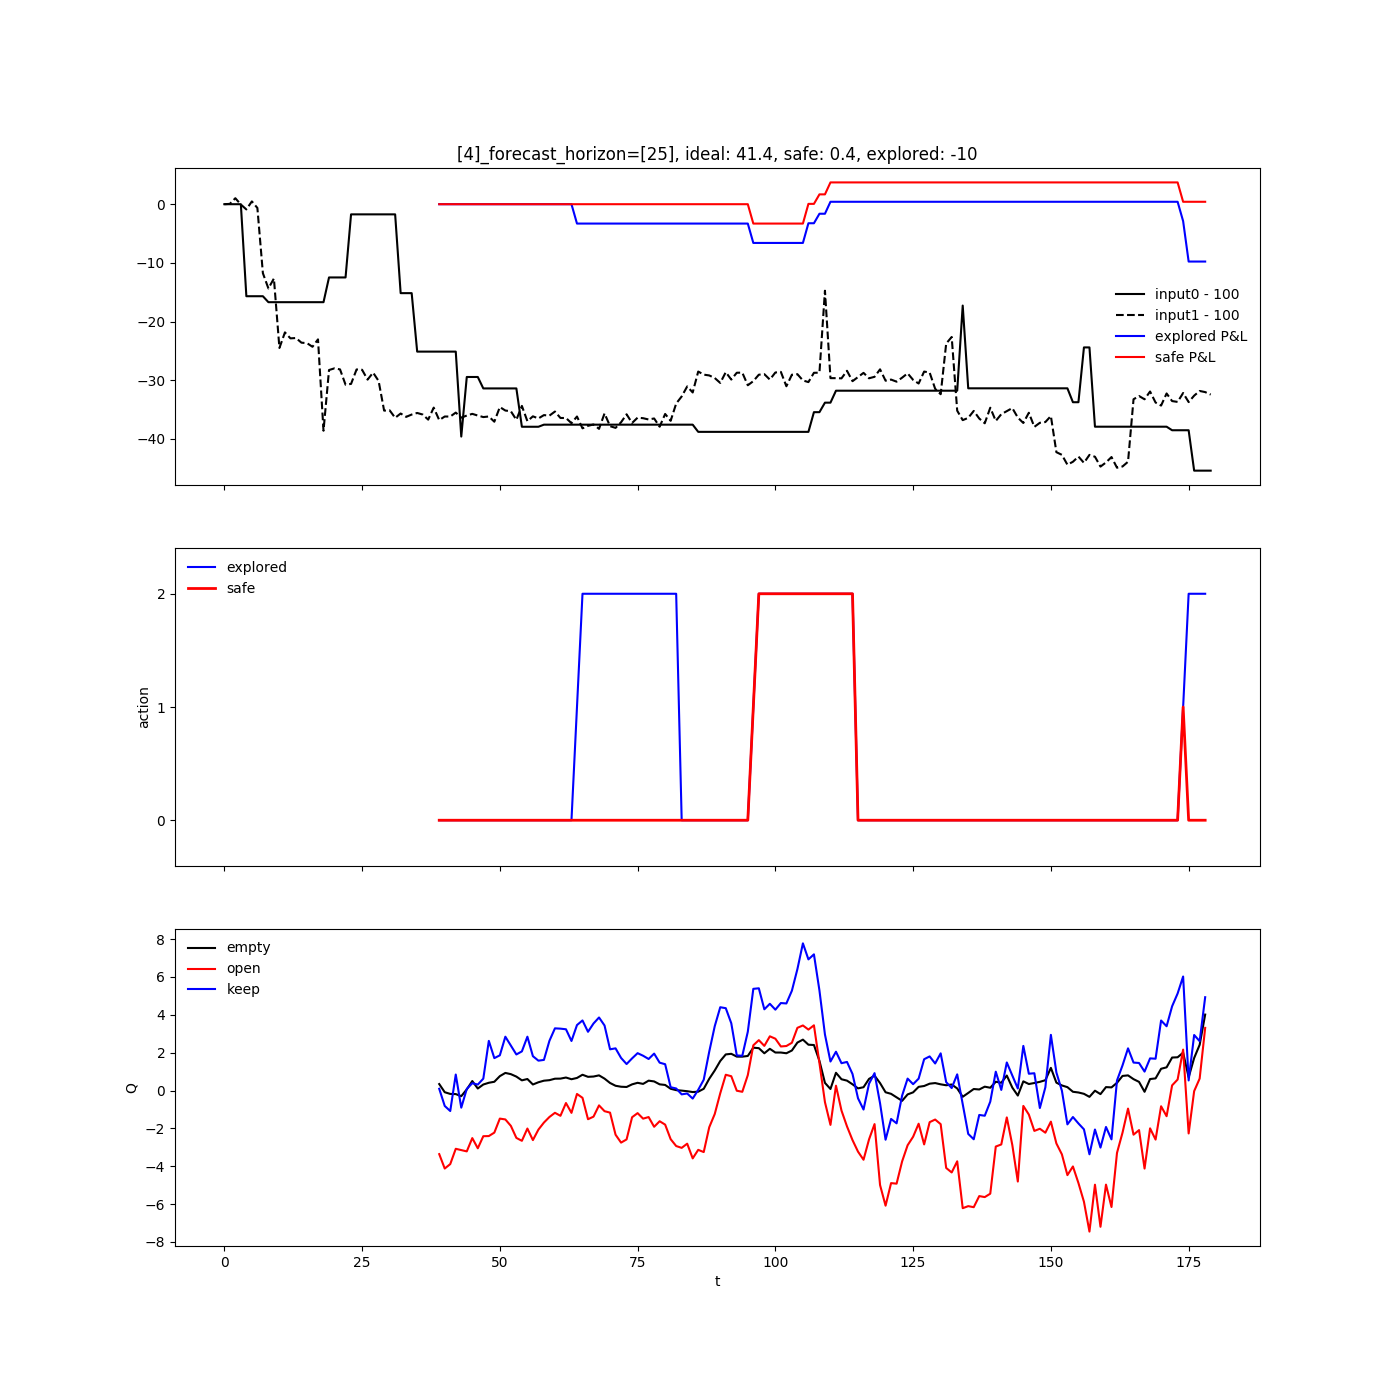 [4]_forecast_horizon=[25], ideal: 41.4, safe: 0.4, explored: -10
0
−10
−20
−30
−40
input0 - 100
input1 - 100
explored P&L
safe P&L
explored
safe
2
1
0
action
empty
open
keep
8
6
4
2
0
−2
−4
−6
−8
Q
0 25 50 75 100 125 150 175
t